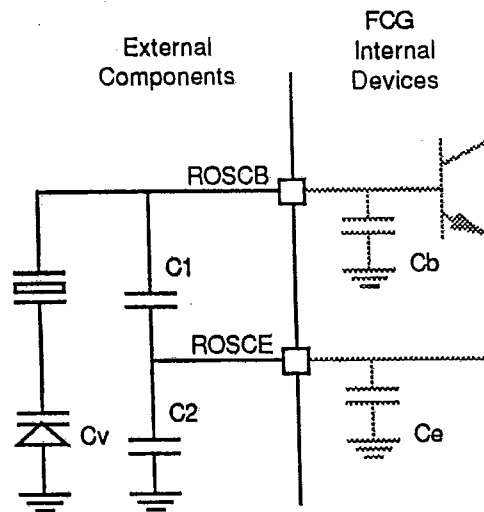 External
Components
FCG
Internal
Devices
ROSCB
C1
Cb
ROSCE
C2
Cv
Ce